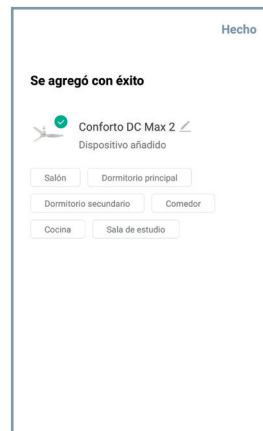 Hecho
Se agregó con éxito
Conforto DC Max 2
Dispositivo añadido
Salón Dormitorio principal
Dormitorio secundario Comedor
Cocina Sala de estudio